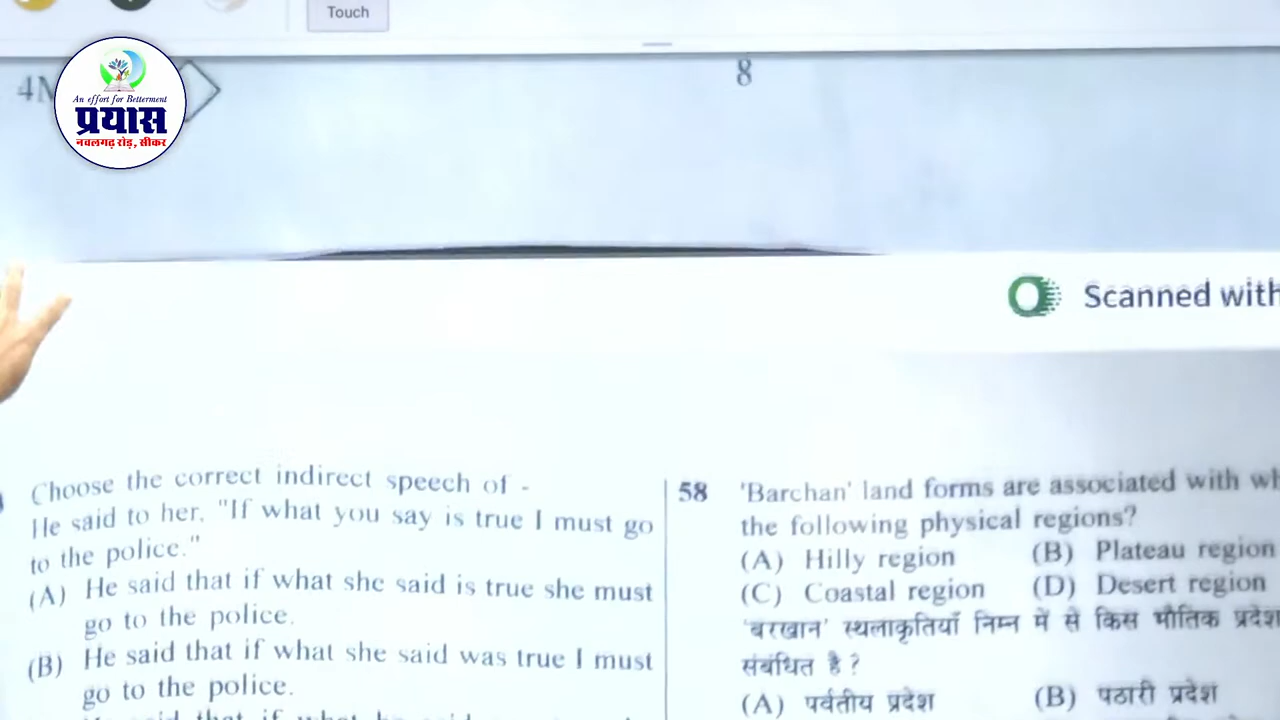 Touch
An effort for Betterment
प्रयास
नवलगढ़ रोड़, सीकर
8
Scanned with
Choose the correct indirect speech of -
He said to her, "If what you say is true I must go
to the police."
(A) He said that if what she said is true she must
go to the police.
(B) He said that if what she said was true I must
go to the police.
58 'Barchan' land forms are associated with
the following physical regions?
(A) Hilly region (B) Plateau region
(C) Coastal region (D) Desert region
'बरखान' स्थलाकृतियाँ निम्न में से किस भौतिक प्रदेश
संबंधित है ?
(A) पर्वतीय प्रदेश (B) पठारी प्रदेश